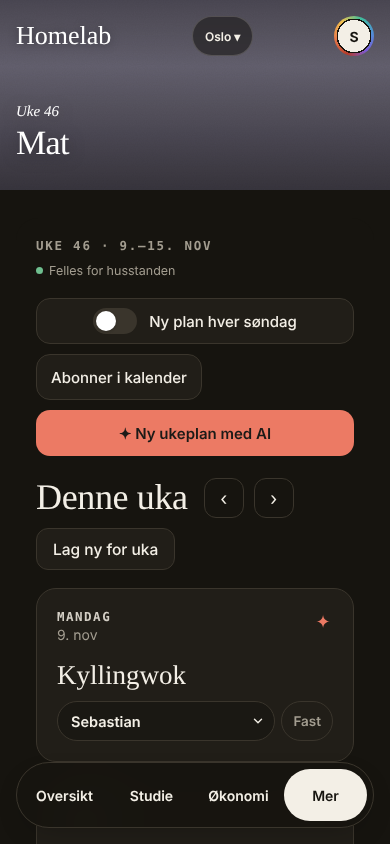 Homelab
Oslo ▾
S
Uke 46
Mat
UKE 46 · 9.–15. NOV
Felles for husstanden
Ny plan hver søndag
Abonner i kalender
✦ Ny ukeplan med AI
Denne uka
‹ ›
Lag ny for uka
MANDAG
9. nov
✦
Kyllingwok
Sebastian
Fast
Oversikt Studie Økonomi Mer